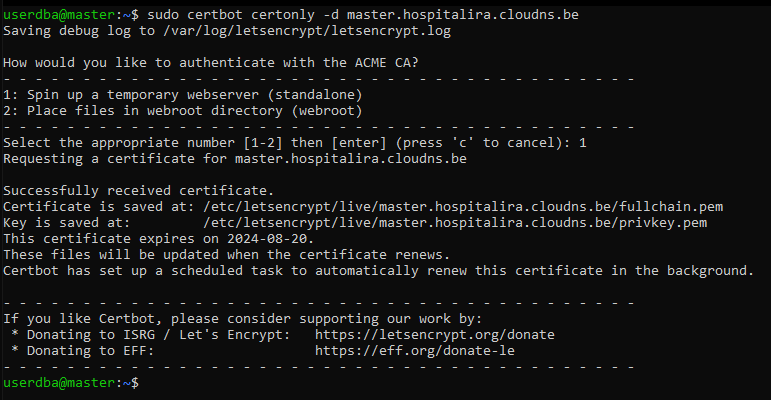 userdba@master:~$ sudo certbot certonly -d master.hospitalira.cloudns.be
Saving debug log to /var/log/letsencrypt/letsencrypt.log
How would you like to authenticate with the ACME CA?
- - - - - - - - - - - - - - - - - - - - - - - - - - - - - - - - - - - - - - - -
1: Spin up a temporary webserver (standalone)
2: Place files in webroot directory (webroot)
- - - - - - - - - - - - - - - - - - - - - - - - - - - - - - - - - - - - - - - -
Select the appropriate number [1-2] then [enter] (press 'c' to cancel): 1
Requesting a certificate for master.hospitalira.cloudns.be
Successfully received certificate.
Certificate is saved at: /etc/letsencrypt/live/master.hospitalira.cloudns.be/fullchain.pem
Key is saved at:         /etc/letsencrypt/live/master.hospitalira.cloudns.be/privkey.pem
This certificate expires on 2024-08-20.
These files will be updated when the certificate renews.
Certbot has set up a scheduled task to automatically renew this certificate in the background.
- - - - - - - - - - - - - - - - - - - - - - - - - - - - - - - - - - - - - - - -
If you like Certbot, please consider supporting our work by:
 * Donating to ISRG / Let's Encrypt:   https://letsencrypt.org/donate
 * Donating to EFF:                    https://eff.org/donate-le
- - - - - - - - - - - - - - - - - - - - - - - - - - - - - - - - - - - - - - - -
userdba@master:~$